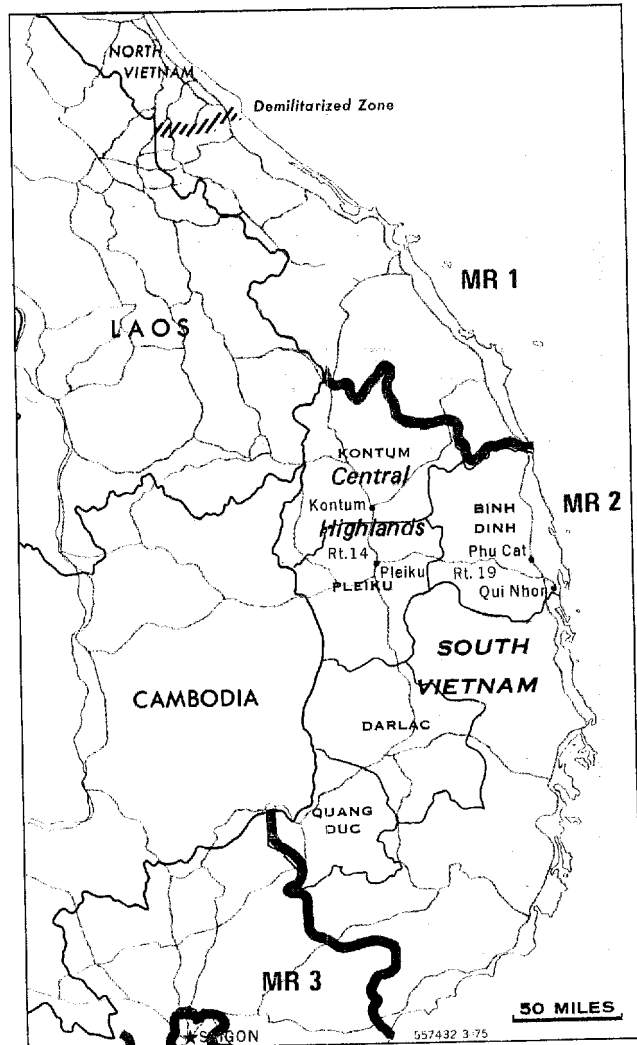 NORTH
VIETNAM
Demilitarized Zone
MR 1
LAOS
KONTUM
Central
Kontum
Highlands
BINH
DINH
MR 2
Rt.14
Phu Cat
Pleiku
Rt. 19
PLEIKU
Qui Nhon
SOUTH
VIETNAM
CAMBODIA
DARLAC
QUANG
DUC
MR 3
50 MILES
SAIGON
557432 3-75